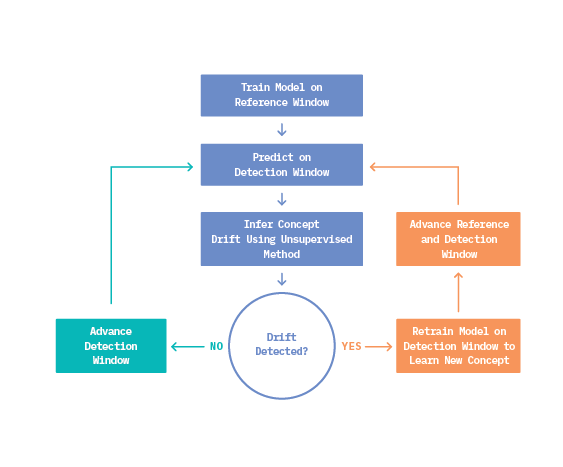 Train Model on
Reference Window
Predict on
Detection Window
Infer Concept
Drift Using Unsupervised
Method
Advance Reference
and Detection
Window
Drift
Detected?
NO
YES
Advance
Detection
Window
Retrain Model on
Detection Window to
Learn New Concept